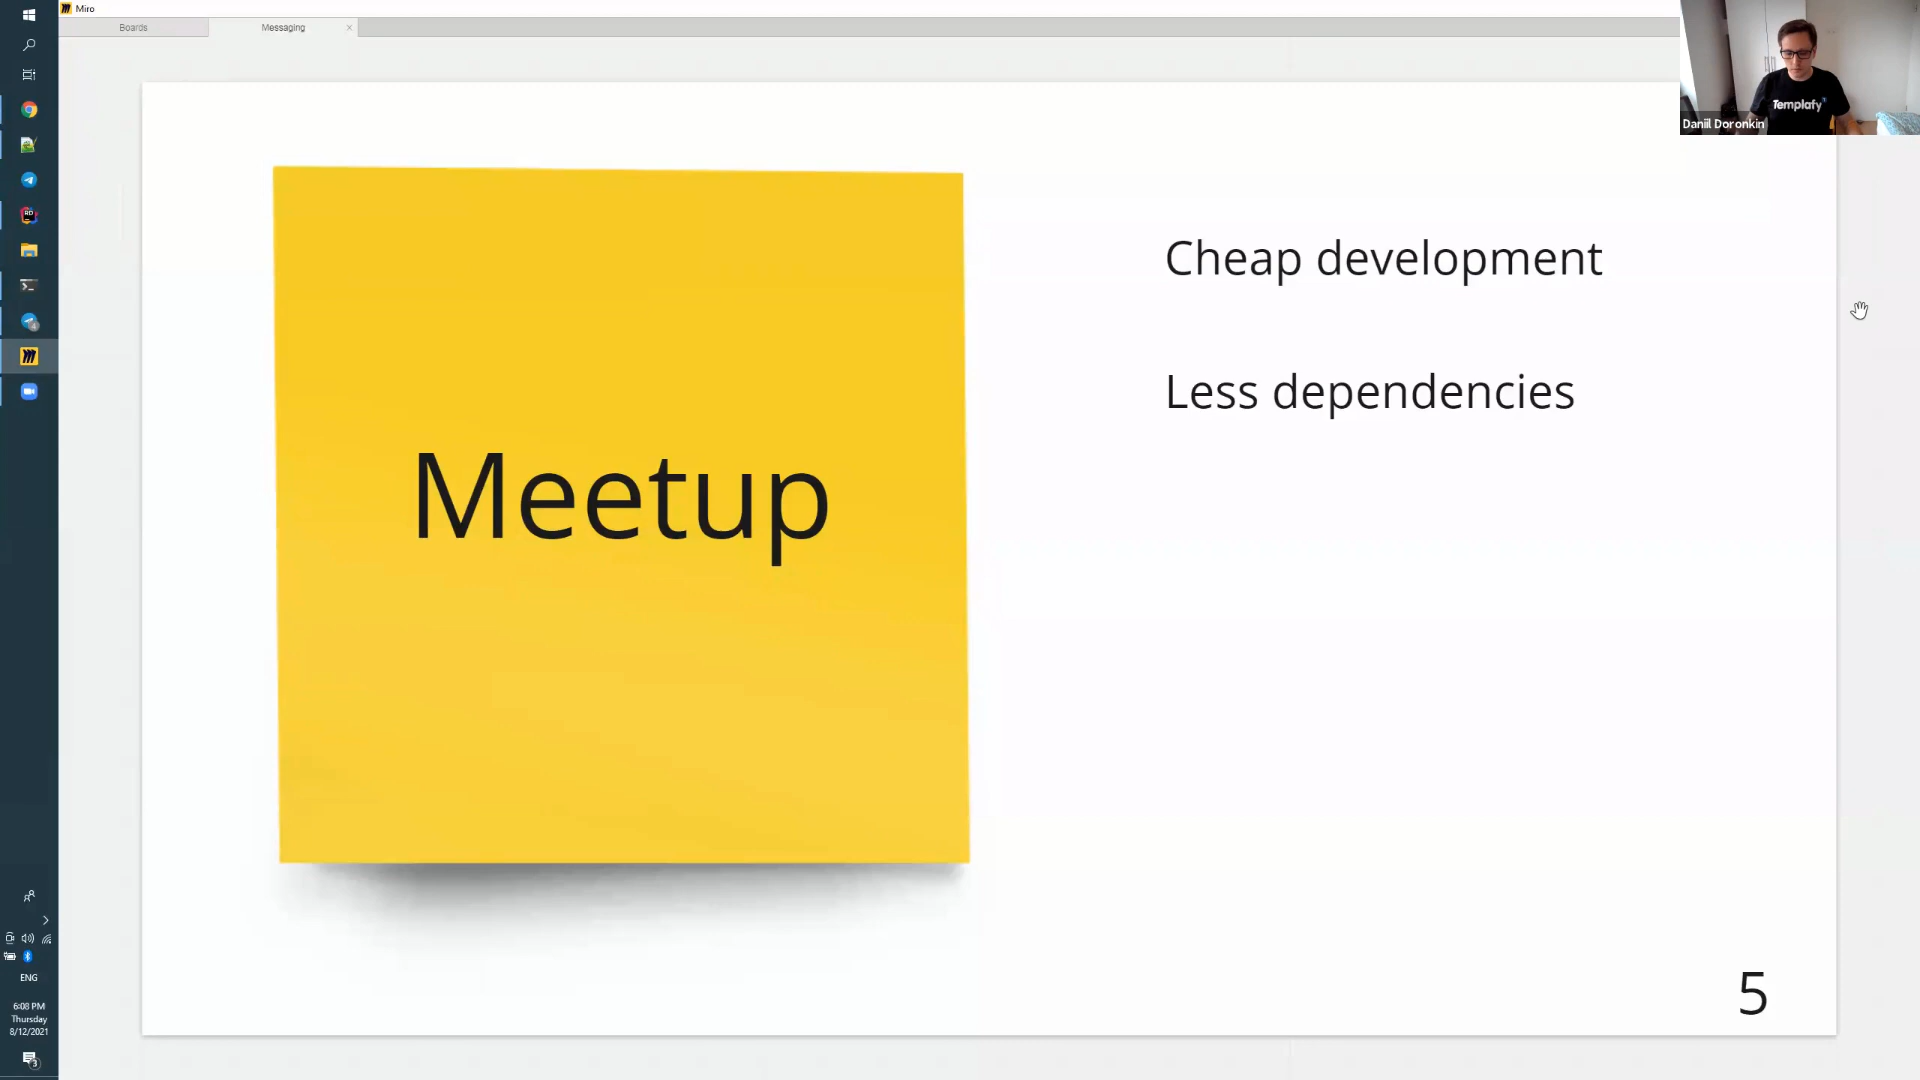 Miro
Boards
Messaging
Templafy
Daniil Doronkin
Cheap development
Less dependencies
Meetup
5
ENG
6:08 PM
Thursday
8/12/2021